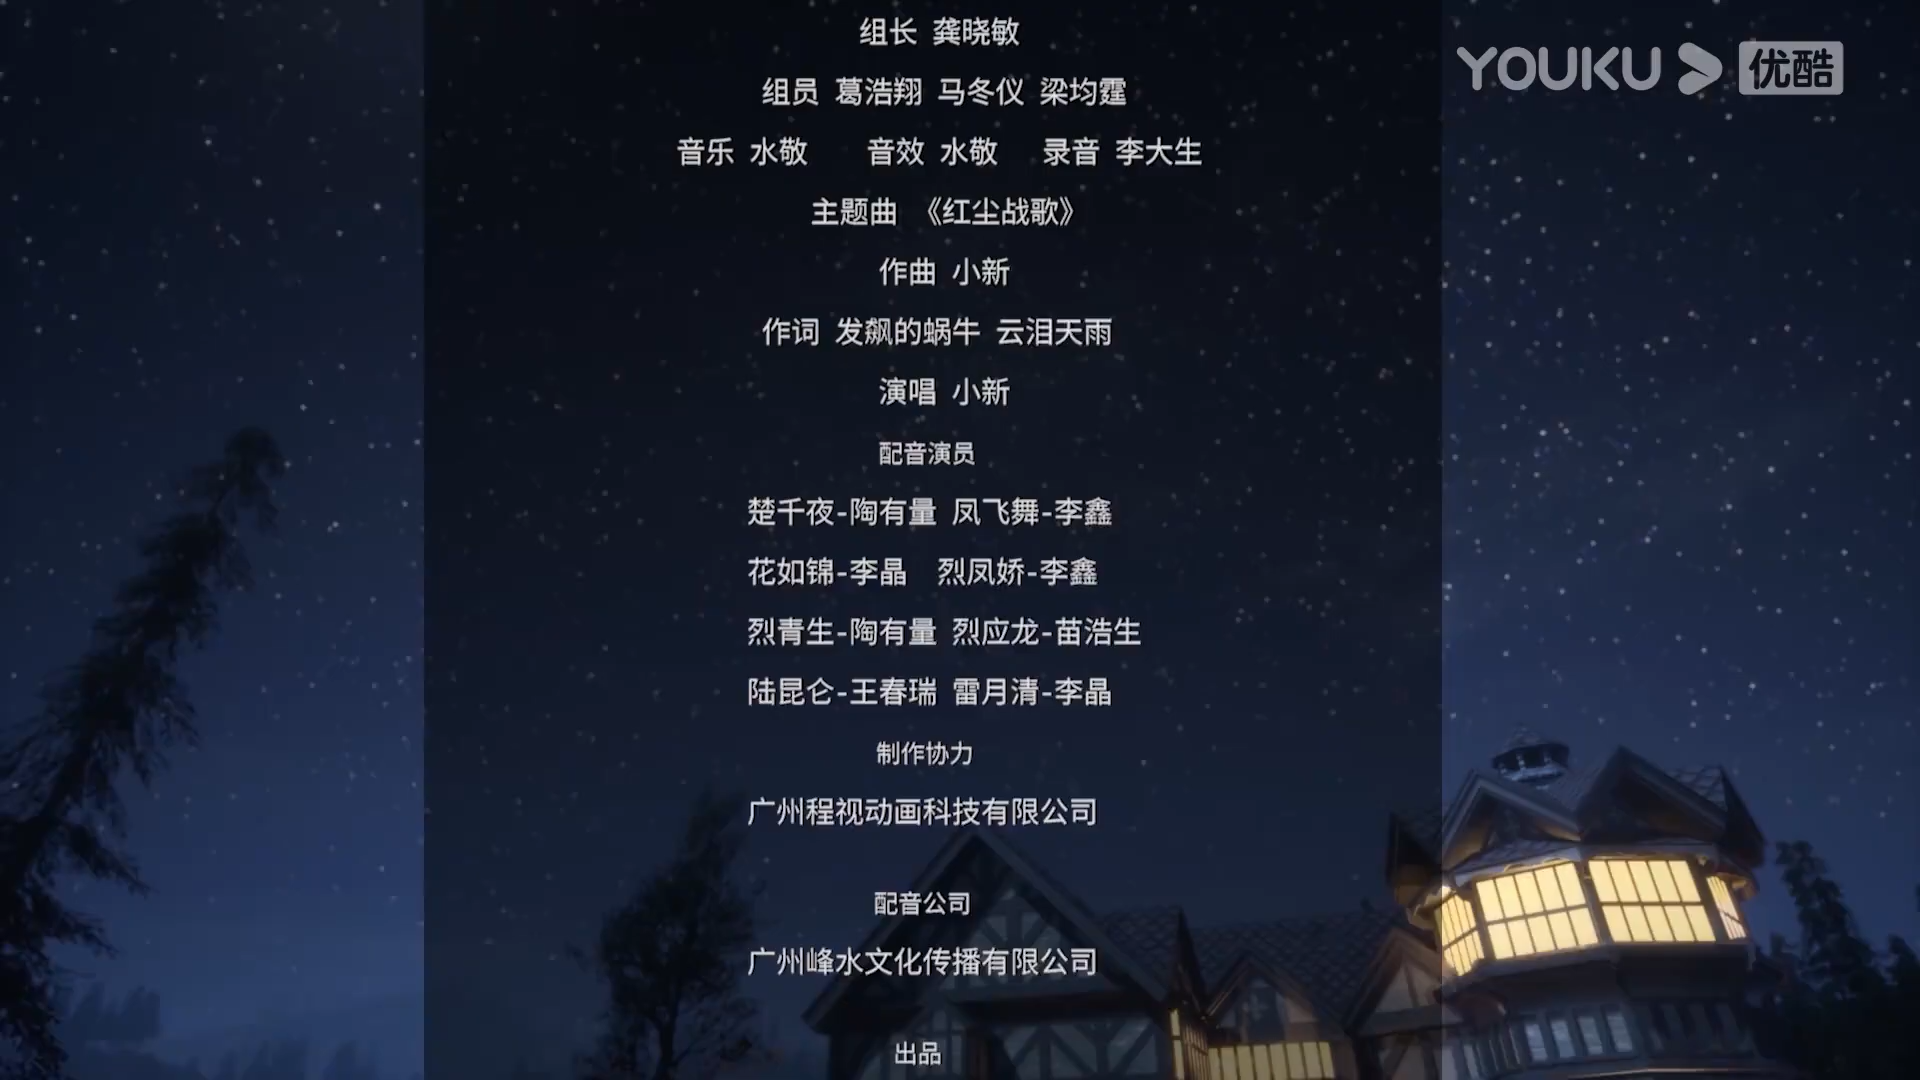 组长 龚晓敏
YOUKU 优酷
组员 葛浩翔 马冬仪 梁均霆
音乐 水敬 音效 水敬 录音 李大生
主题曲 《红尘战歌》
作曲 小新
作词 发飙的蜗牛 云泪天雨
演唱 小新
配音演员
楚千夜-陶有量 凤飞舞-李鑫
花如锦-李晶 烈凤娇-李鑫
烈青生-陶有量 烈应龙-苗浩生
陆昆仑-王春瑞 雷月清-李晶
制作协力
广州程视动画科技有限公司
配音公司
广州峰水文化传播有限公司
出品